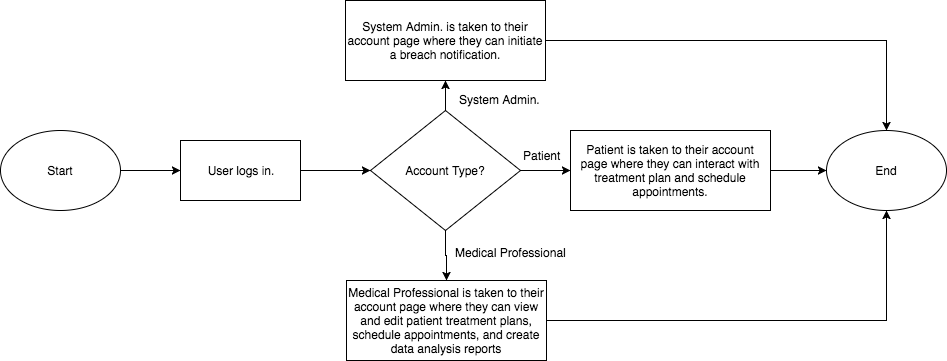 System Admin. is taken to their
account page where they can initiate
a breach notification.
System Admin.
Start
User logs in.
Account Type?
Patient
Patient is taken to their account
page where they can interact with
treatment plan and schedule
appointments.
End
Medical Professional
Medical Professional is taken to their
account page where they can view
and edit patient treatment plans,
schedule appointments, and create
data analysis reports